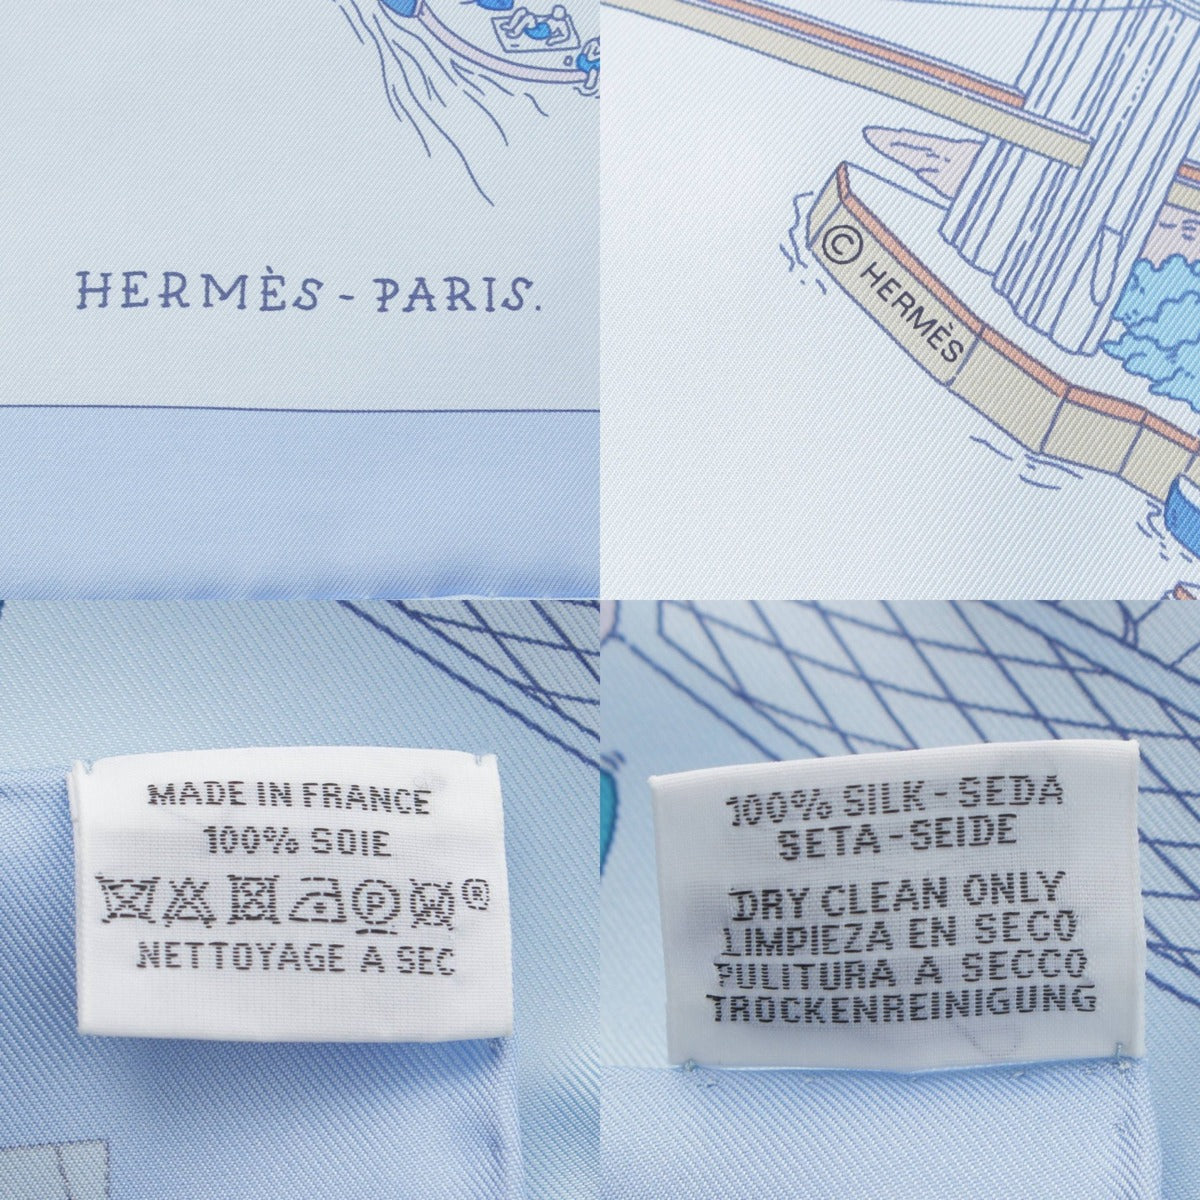 HERMÈS - PARIS.
© HERMÈS
MADE IN FRANCE
100% SOIE
®
NETTOYAGE A SEC
100% SILK - SEDA
SETA - SEIDE
DRY CLEAN ONLY
LIMPIEZA EN SECO
PULITURA A SECCO
TROCKENREINIGUNG